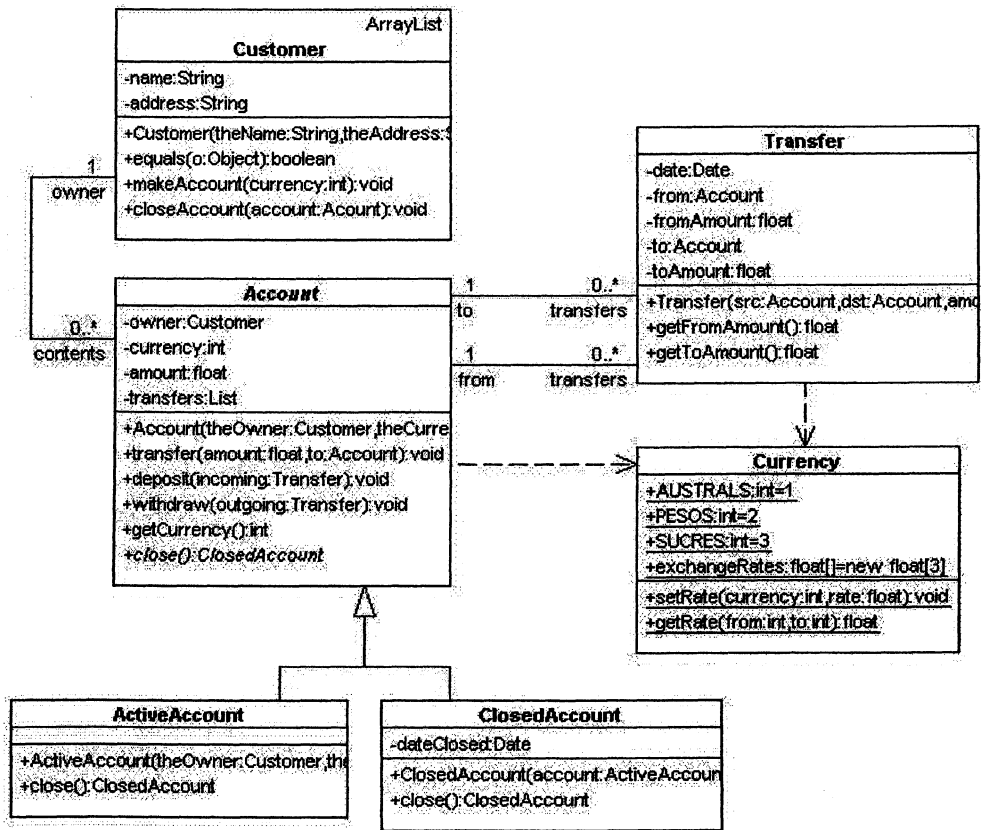 ArrayList
Customer
-name:String
-address:String
+Customer(theName:String,theAddress:S
+equals(o:Object):boolean
+makeAccount(currency:int):void
+closeAccount(account:Acount):void
1
owner
0..*
contents
Account
-owner:Customer
-currency:int
-amount:float
-transfers:List
+Account(theOwner:Customer,theCurre
+transfer(amount:float,to:Account):void
+deposit(incoming:Transfer):void
+withdraw(outgoing:Transfer):void
+getCurrency():int
+close():ClosedAccount
1 0..*
to transfers
1 0..*
from transfers
Transfer
-date:Date
-from:Account
-fromAmount:float
-to:Account
-toAmount:float
+Transfer(src:Account,dst:Account,amo
+getFromAmount():float
+getToAmount():float
Currency
+AUSTRALS:int=1
+PESOS:int=2
+SUCRES:int=3
+exchangeRates:float[]=new float[3]
+setRate(currency:int,rate:float):void
+getRate(from:int,to:int):float
ActiveAccount
+ActiveAccount(theOwner:Customer,the
+close():ClosedAccount
ClosedAccount
-dateClosed:Date
+ClosedAccount(account:ActiveAccoun
+close():ClosedAccount